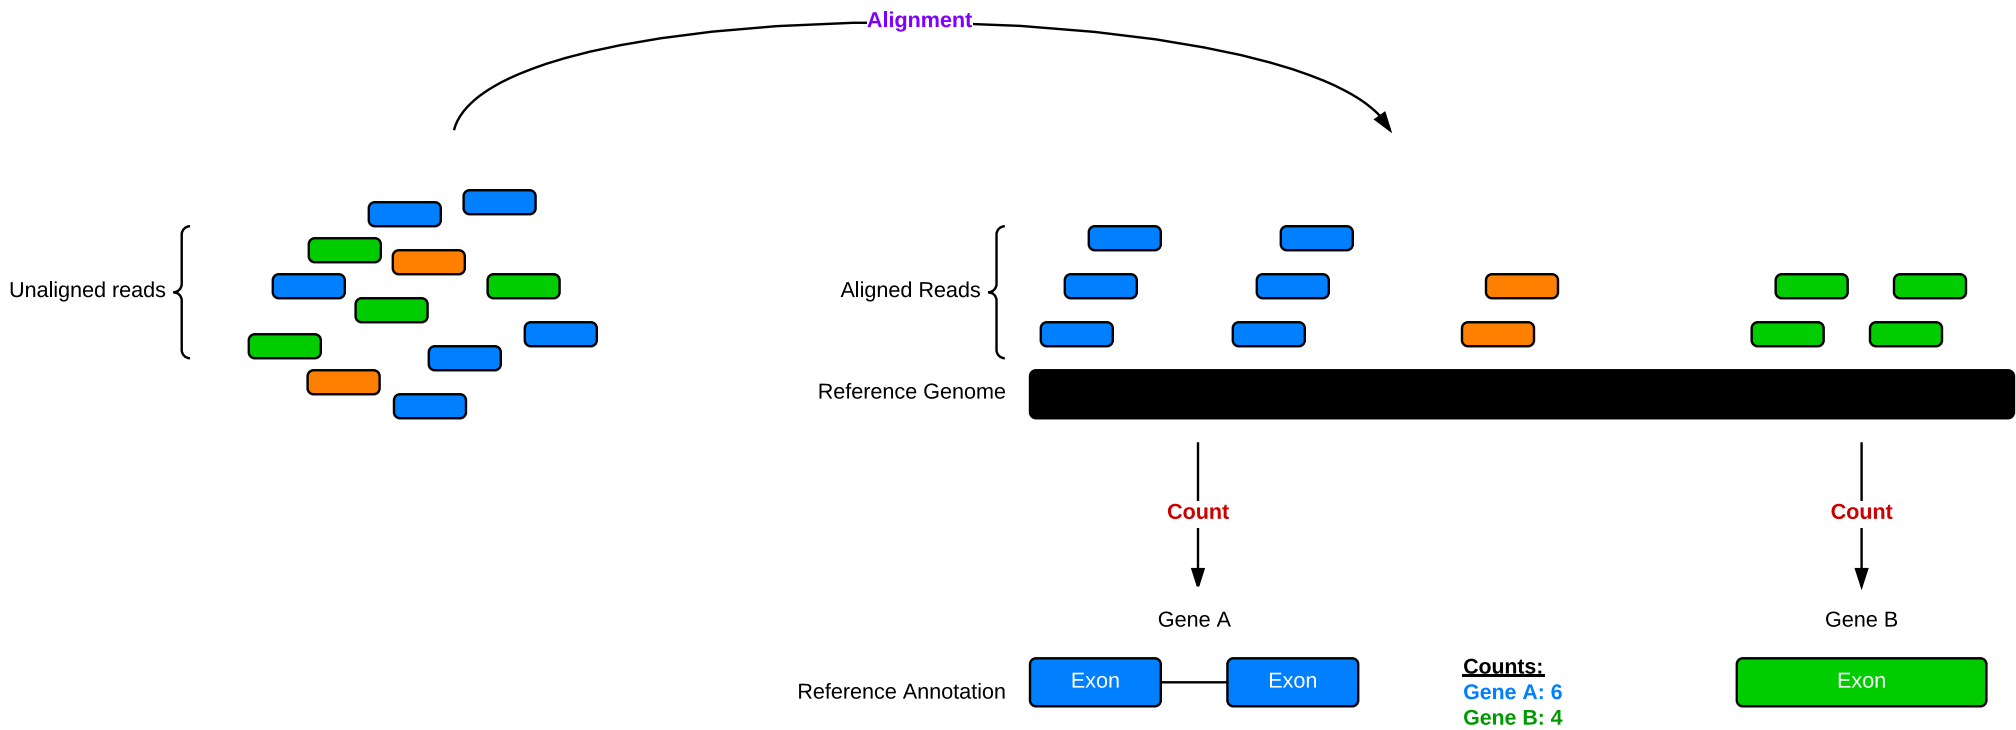 Alignment
Unaligned reads
Aligned Reads
Reference Genome
Count
Count
Gene A
Gene B
Reference Annotation
Exon
Exon
Counts:
Gene A: 6
Gene B: 4
Exon